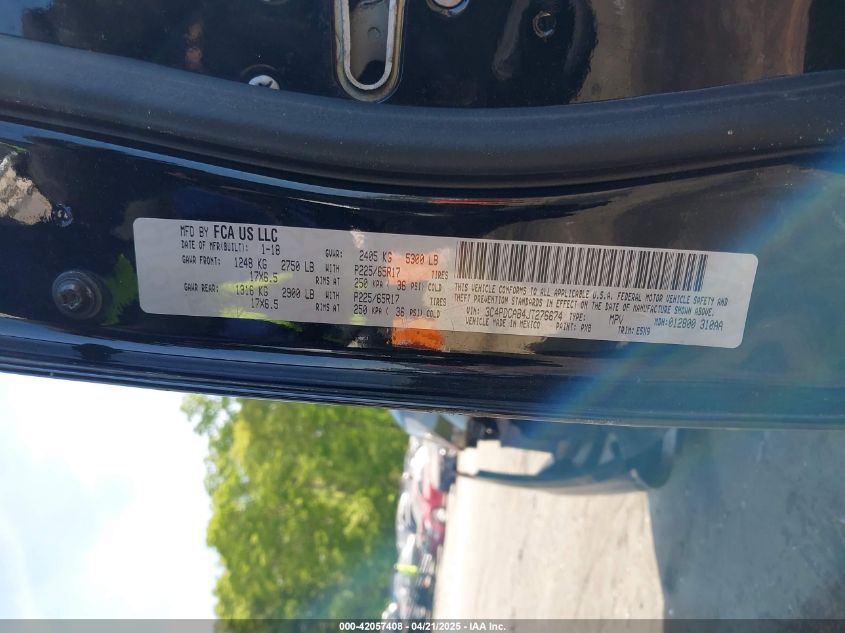 MFD BY FCA US LLC
DATE OF MFR(BUILT): 1-18 GVWR: 2405 KG 5300 LB
GAWR FRONT: 1248 KG 2750 LB WITH P225/65R17 TIRES
17X6.5 RIMS AT 250 KPA ( 36 PSI) COLD
GAWR REAR: 1316 KG 2900 LB WITH P225/65R17 TIRES
17X6.5 RIMS AT 250 KPA ( 36 PSI) COLD
THIS VEHICLE CONFORMS TO ALL APPLICABLE U.S.A. FEDERAL MOTOR VEHICLE SAFETY AND
THEFT PREVENTION STANDARDS IN EFFECT ON THE DATE OF MANUFACTURE SHOWN ABOVE.
VIN: 3C4PDCAB4JT275674 TYPE: MPV MDH: 012800 310AA
VEHICLE MADE IN MEXICO PAINT: PX8 TRIM: E5X9
000-42057408 - 04/21/2025 - IAA Inc.